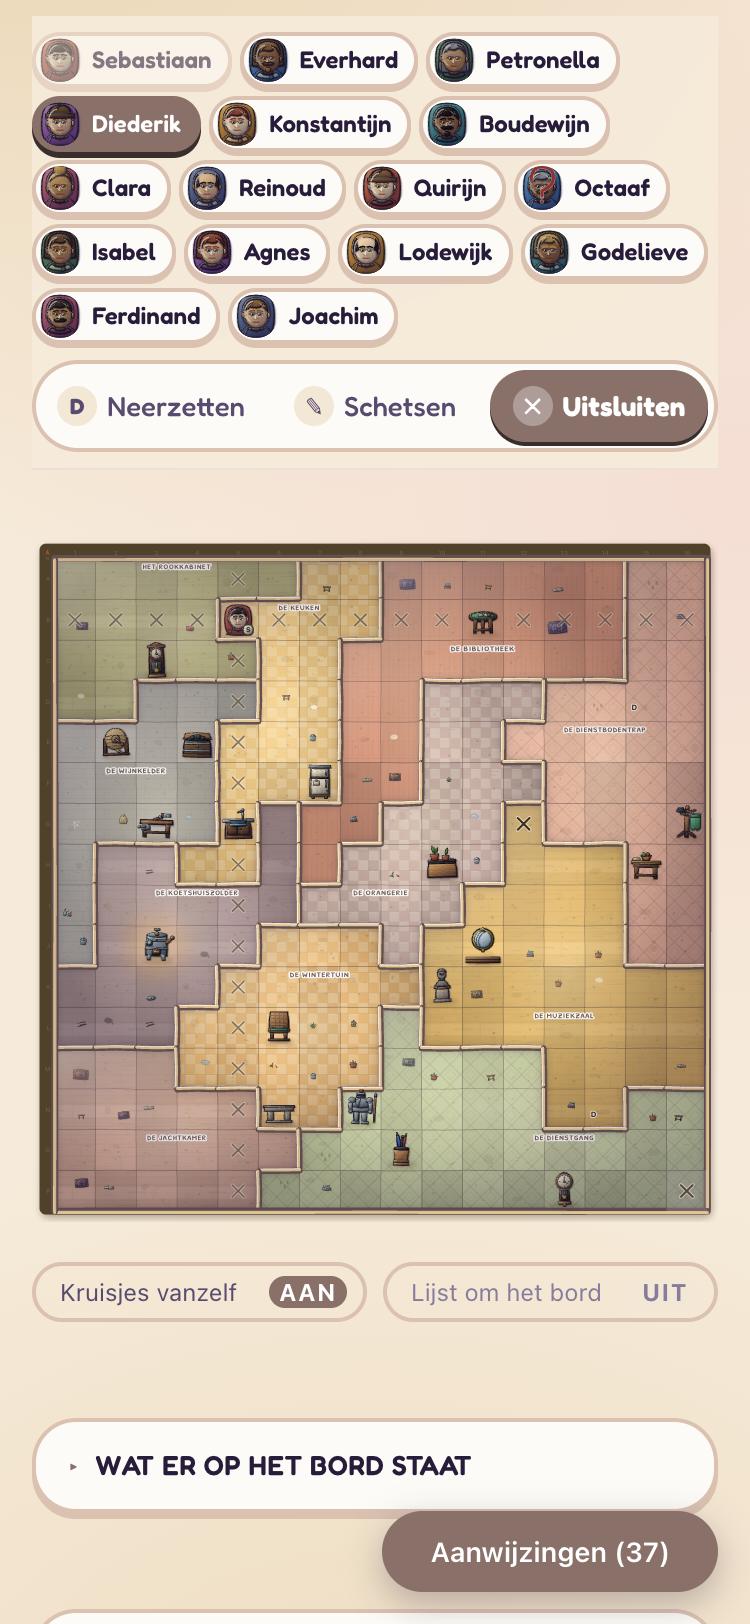 Sebastiaan Everhard Petronella
Diederik Konstantijn Boudewijn
Clara Reinoud Quirijn Octaaf
Isabel Agnes Lodewijk Godelieve
Ferdinand Joachim
D Neerzetten Schetsen Uitsluiten
HET ROOKKABINET
DE KEUKEN
S
DE BIBLIOTHEEK
D
DE DIENSTBODENTRAP
DE WIJNKELDER
DE KOETSHUISZOLDER
DE ORANGERIE
DE WINTERTUIN
DE MUZIEKZAAL
D
DE JACHTKAMER
DE DIENSTGANG
Kruisjes vanzelf AAN
Lijst om het bord UIT
WAT ER OP HET BORD STAAT
Aanwijzingen (37)